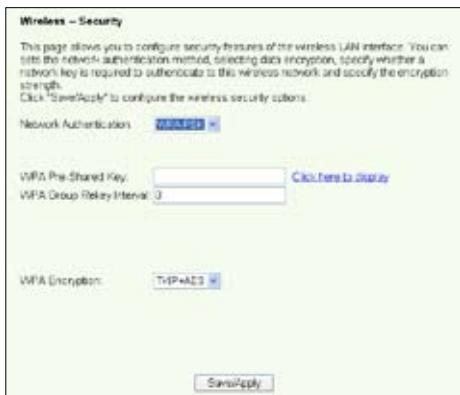 Wireless -- Security
This page allows you to configure security features of the wireless LAN interface. You can
sets the network authentication method, selecting data encryption, specify whether a
network key is required to authenticate to this wireless network and specify the encryption
strength.
Click "Save/Apply" to configure the wireless security options.
Network Authentication: WPA-PSK
WPA Pre-Shared Key: Click here to display
WPA Group Rekey Interval: 0
WPA Encryption: TKIP+AES
Save/Apply